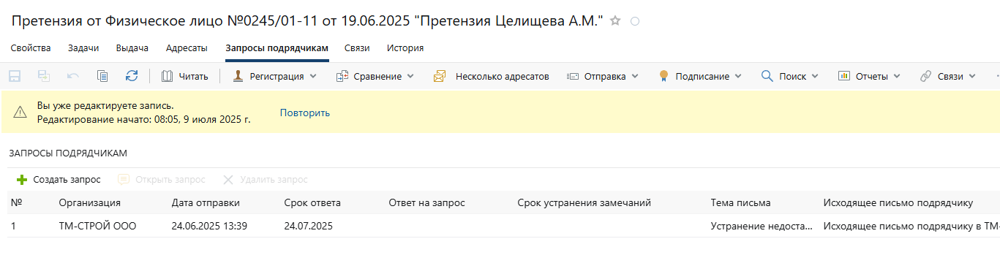 Претензия от Физическое лицо №0245/01-11 от 19.06.2025 "Претензия Целищева А.М."
Свойства Задачи Выдача Адресаты Запросы подрядчикам Связи История
Читать Регистрация Сравнение Несколько адресатов Отправка Подписание Поиск Отчеты Связи
Вы уже редактируете запись.
Редактирование начато: 08:05, 9 июля 2025 г.
Повторить
ЗАПРОСЫ ПОДРЯДЧИКАМ
Создать запрос Открыть запрос Удалить запрос
№ Организация Дата отправки Срок ответа Ответ на запрос Срок устранения замечаний Тема письма Исходящее письмо подрядчику
1 ТМ-СТРОЙ ООО 24.06.2025 13:39 24.07.2025 Устранение недоста... Исходящее письмо подрядчику в ТМ-